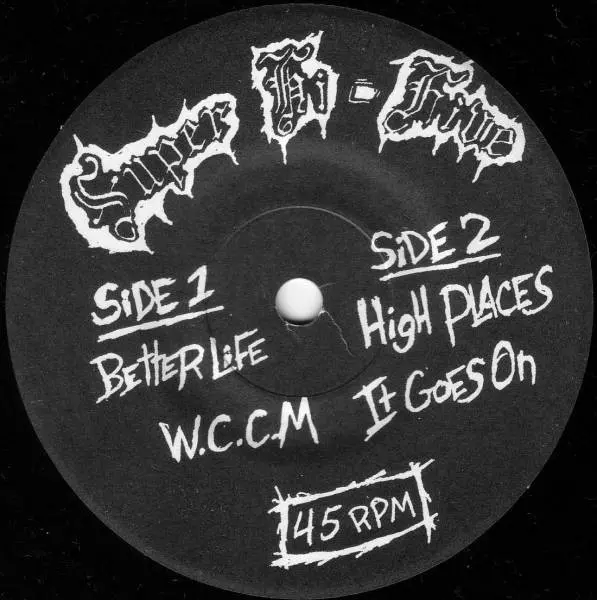 Super Hi-Five
SiDE 1
BETTER LiFE
W.C.C.M
SiDE 2
HigH PLACES
It GOES On
45 RPM